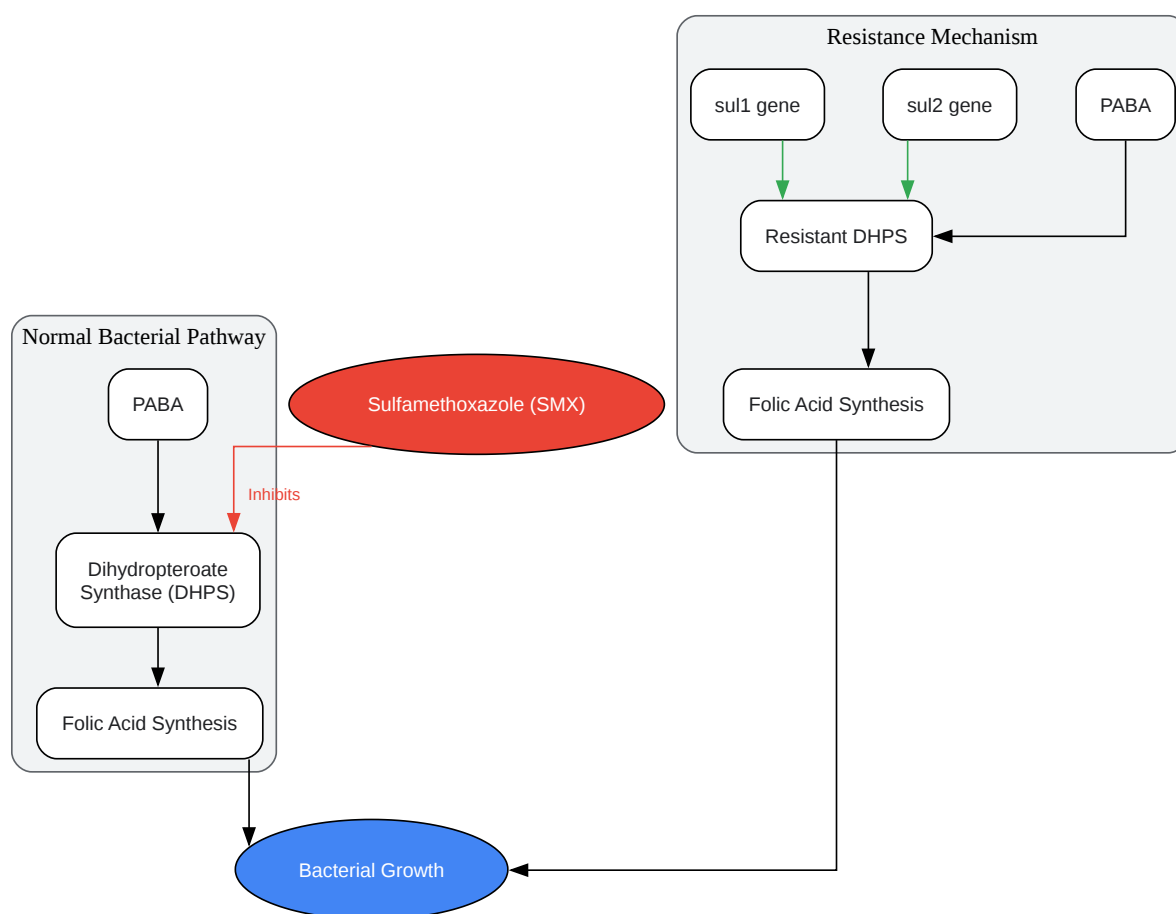 Resistance Mechanism
sul1 gene
sul2 gene
PABA
Resistant DHPS
Normal Bacterial Pathway
PABA
Sulfamethoxazole (SMX)
Folic Acid Synthesis
Inhibits
Dihydropteroate
Synthase (DHPS)
Folic Acid Synthesis
Bacterial Growth